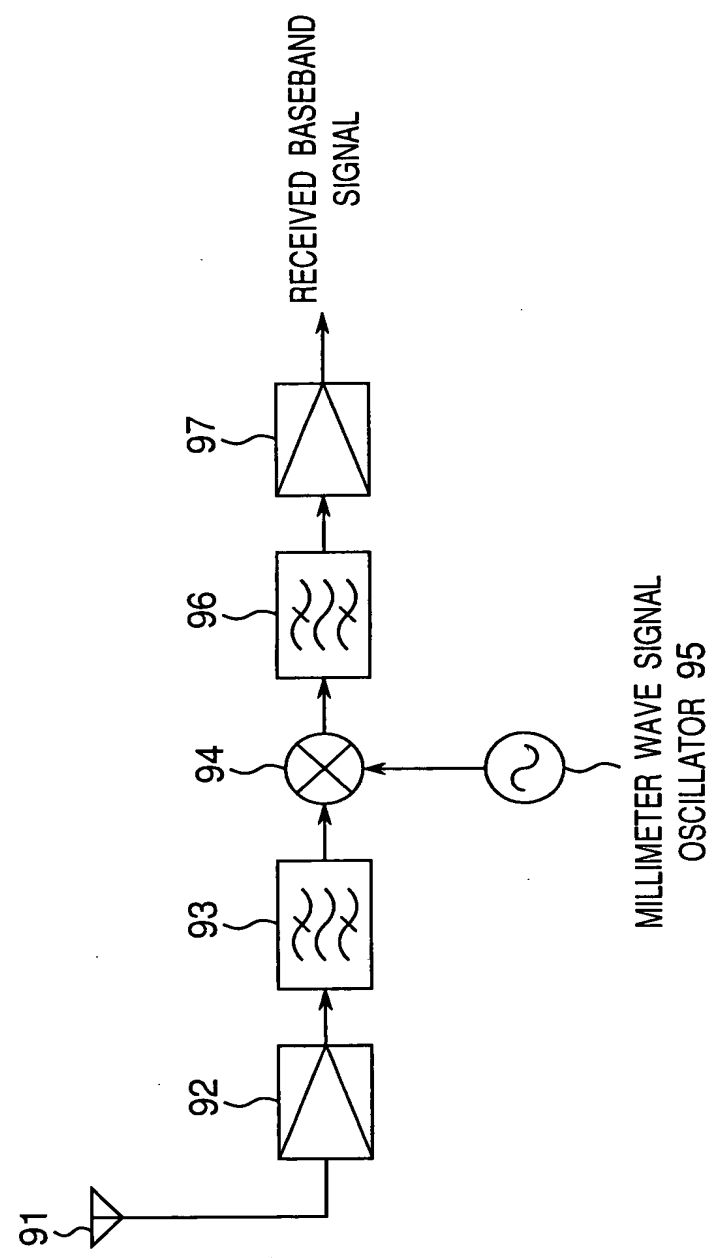 91
92
93
94
96
97
RECEIVED BASEBAND
SIGNAL
MILLIMETER WAVE SIGNAL
OSCILLATOR 95